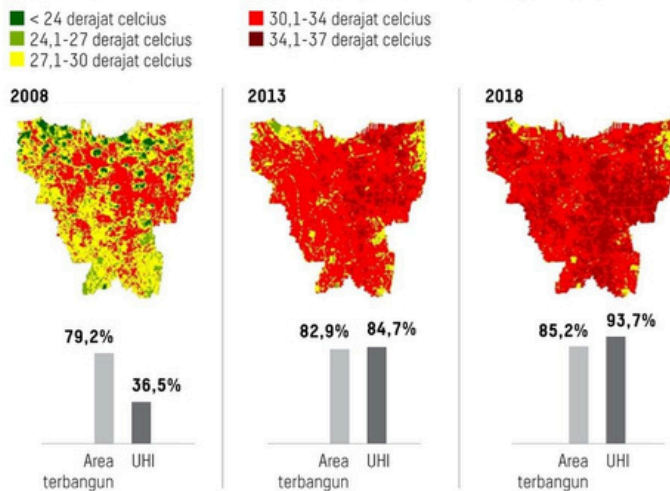 < 24 derajat celcius
24,1-27 derajat celcius
27,1-30 derajat celcius
30,1-34 derajat celcius
34,1-37 derajat celcius
2008
2013
2018
79,2%
36,5%
Area
terbangun
UHI
82,9%
84,7%
Area
terbangun
UHI
85,2%
93,7%
Area
terbangun
UHI